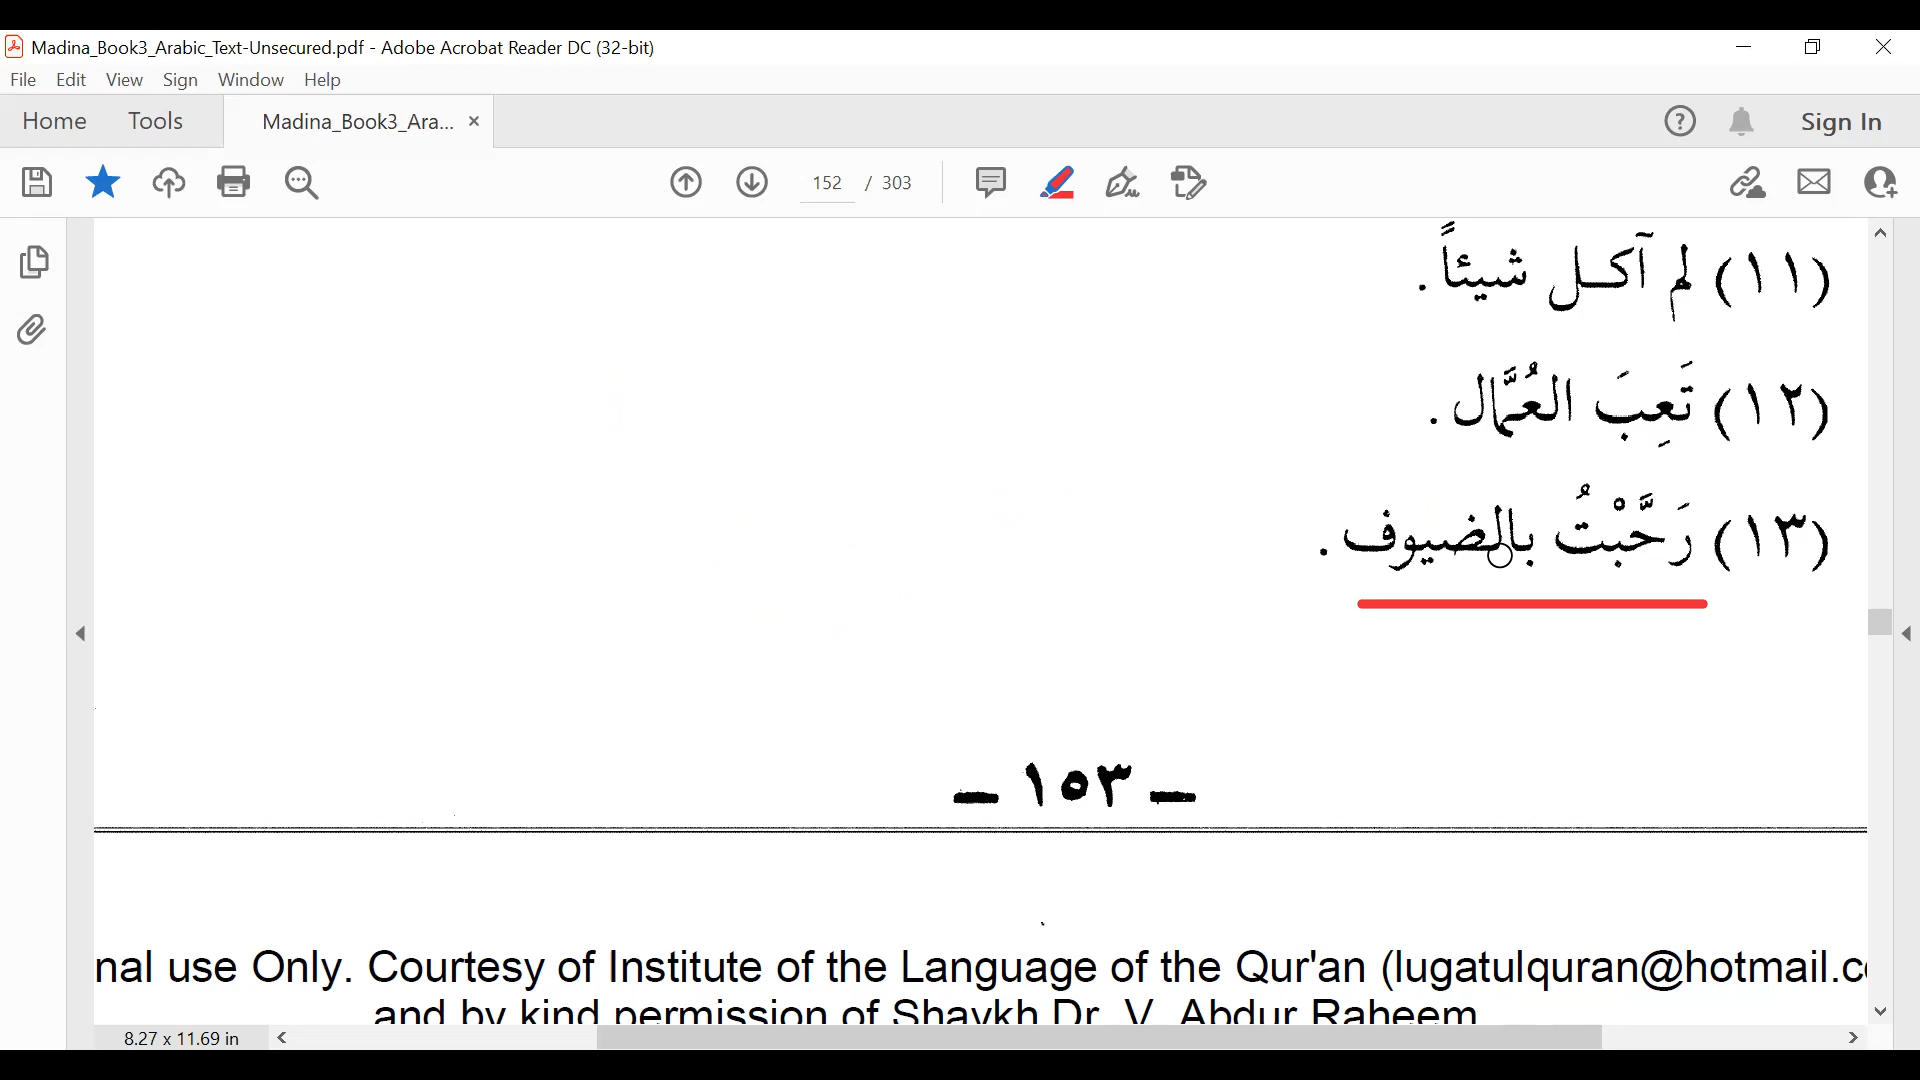 Madina_Book3_Arabic_Text-Unsecured.pdf - Adobe Acrobat Reader DC (32-bit)
File Edit View Sign Window Help
Home Tools Madina_Book3_Ara... × Sign In
152 / 303
(١١) لم آكل شيئاً .
(١٢) تَعِبَ العُمَّال .
(١٣) رَحَّبْتُ بالضيوف .
– ١٥٣ –
nal use Only. Courtesy of Institute of the Language of the Qur'an (lugatulquran@hotmail.co
and by kind permission of Shaykh Dr. V. Abdur Raheem
8.27 x 11.69 in